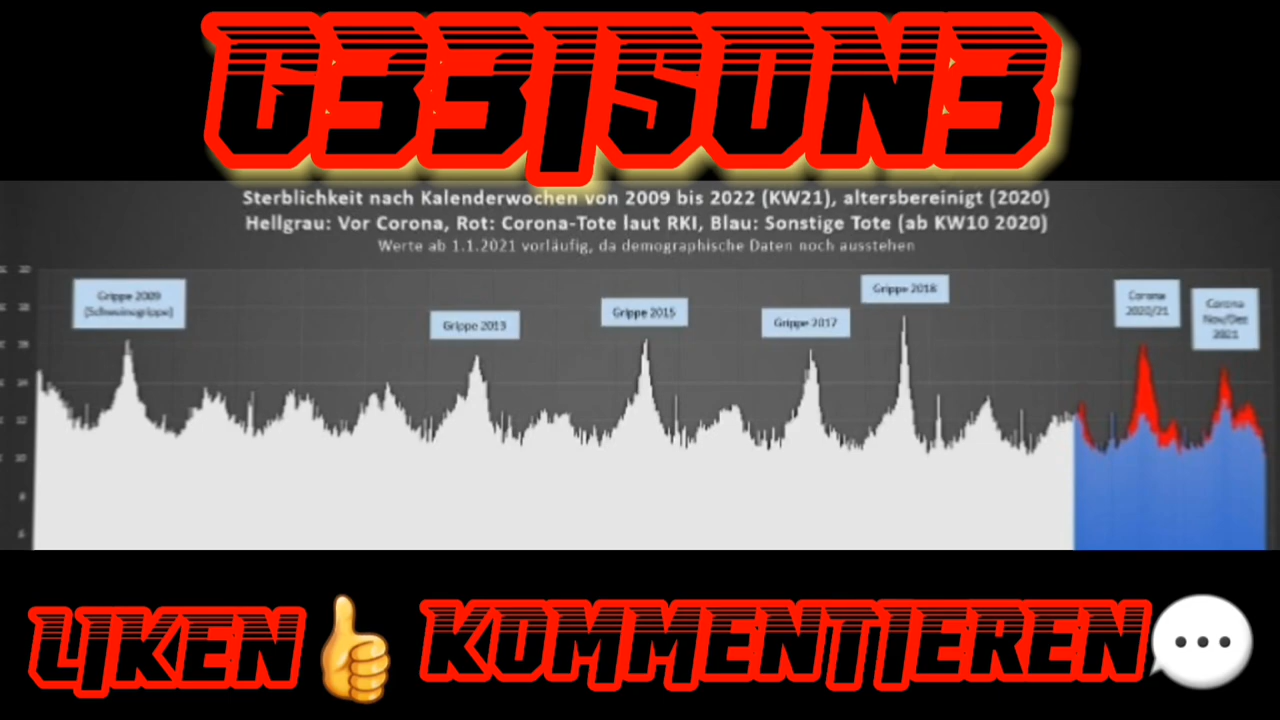 G33ISON3
Sterblichkeit nach Kalenderwochen von 2009 bis 2022 (KW21), altersbereinigt (2020)
Hellgrau: Vor Corona, Rot: Corona-Tote laut RKI, Blau: Sonstige Tote (ab KW10 2020)
Werte ab 1.1.2021 vorläufig, da demographische Daten noch ausstehen
Grippe 2009
(Schweinegrippe)
Grippe 2013
Grippe 2015
Grippe 2017
Grippe 2018
Corona
2020/21
Corona
Nov/Dez
2021
LIKEN
KOMMENTIEREN